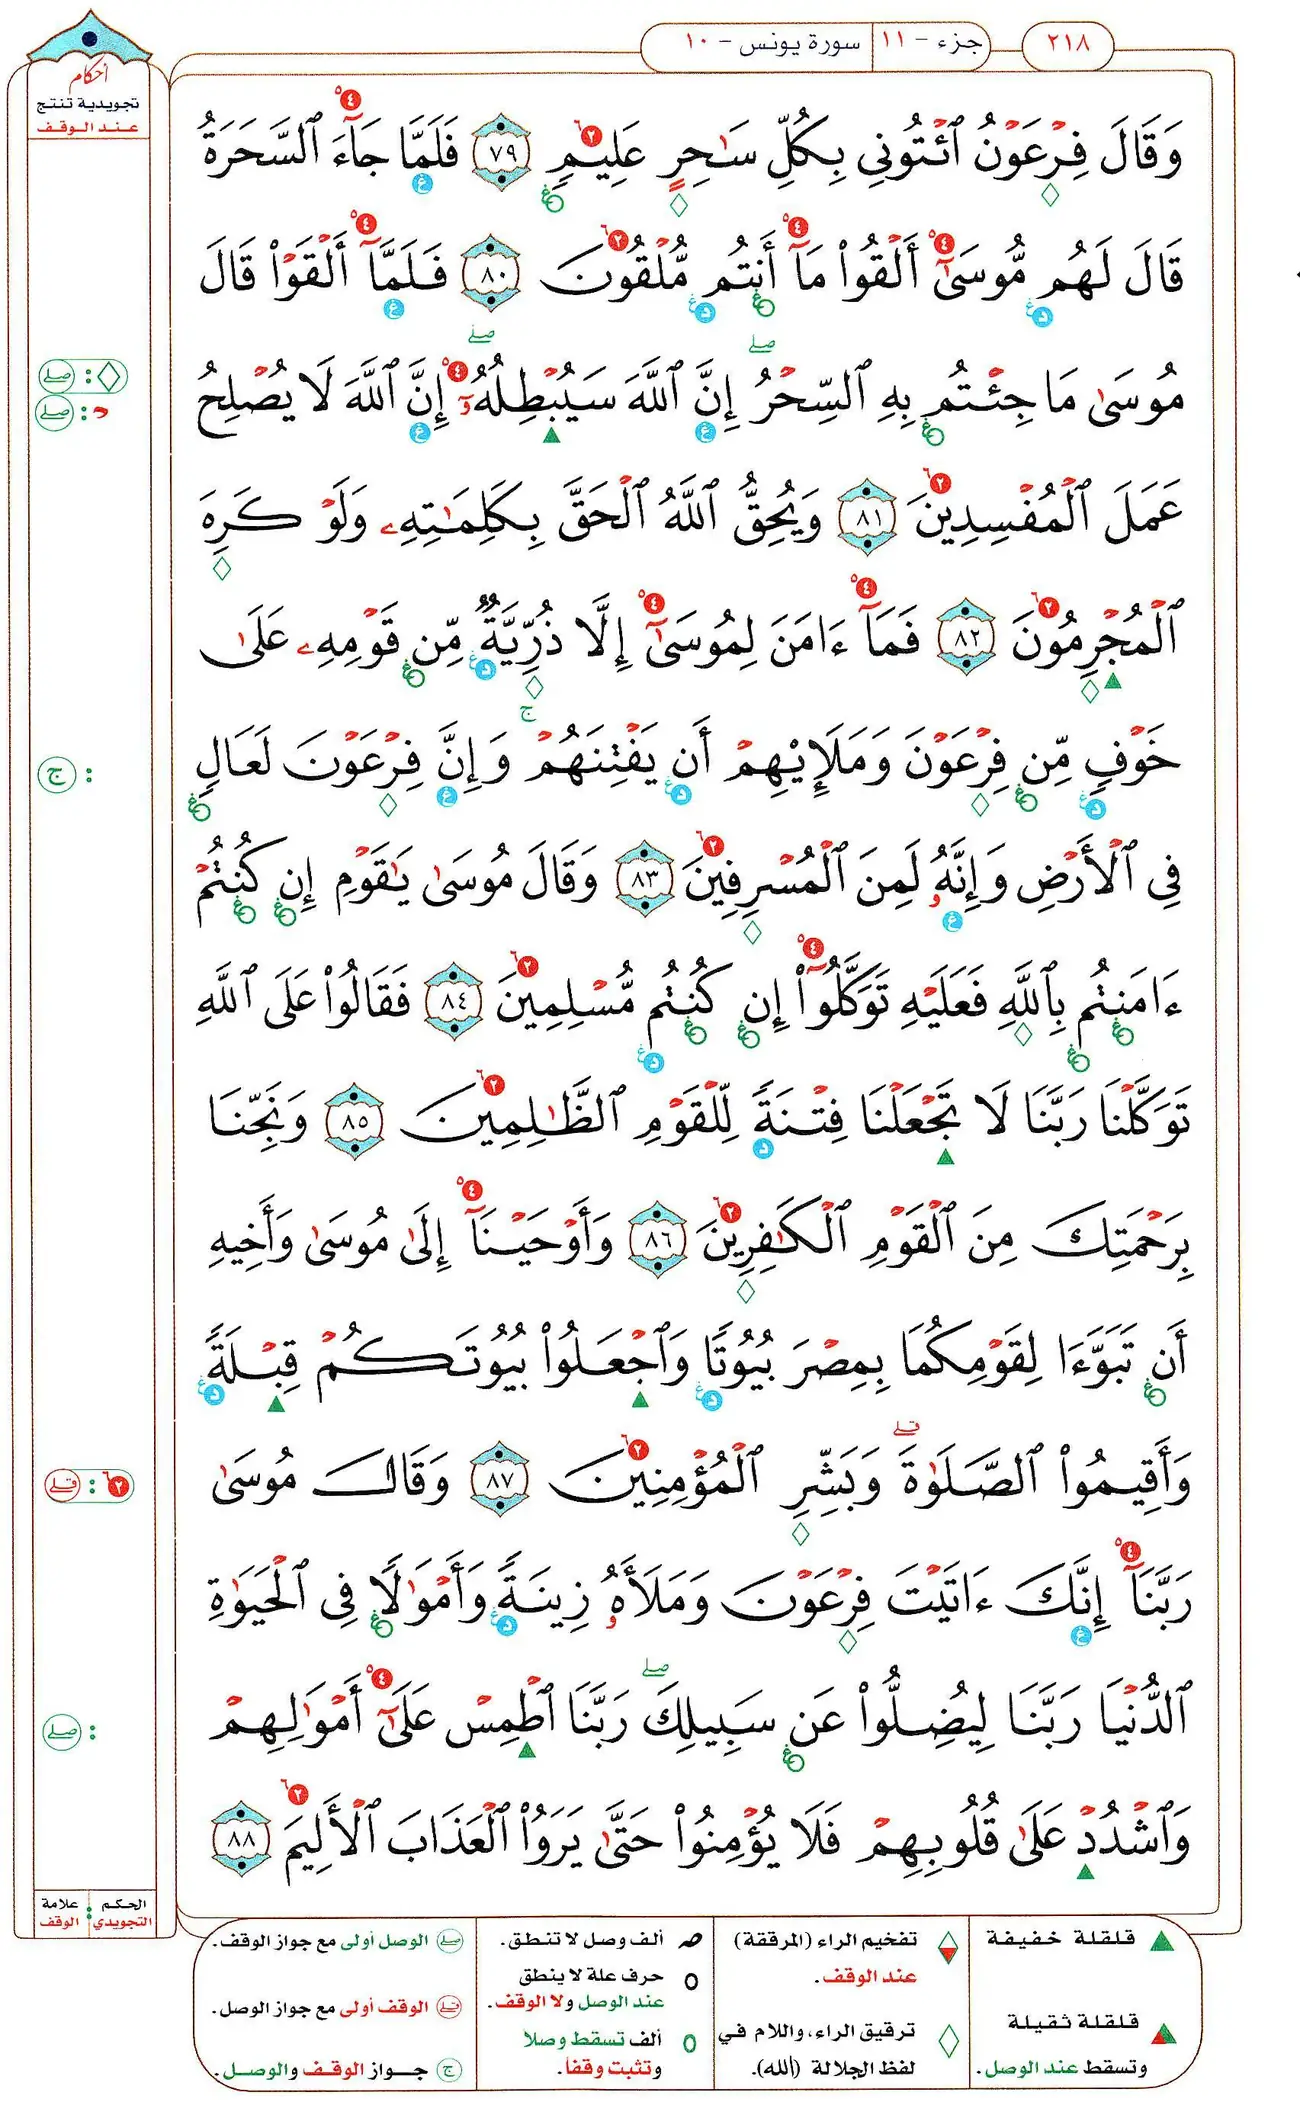 ٢١٨
جزء - ١١ سورة يونس - ١٠
أحكام
تجويدية تنتج
عند الوقف
وَقَالَ فِرْعَوْنُ ٱئْتُونِي بِكُلِّ سَٰحِرٍ عَلِيمٍ ٧٩ فَلَمَّا جَآءَ ٱلسَّحَرَةُ
قَالَ لَهُم مُّوسَىٰٓ أَلْقُوا۟ مَآ أَنتُم مُّلْقُونَ ٨٠ فَلَمَّآ أَلْقَوْا۟ قَالَ
مُوسَىٰ مَا جِئْتُم بِهِ ٱلسِّحْرُ ۖ إِنَّ ٱللَّهَ سَيُبْطِلُهُۥٓ ۖ إِنَّ ٱللَّهَ لَا يُصْلِحُ
عَمَلَ ٱلْمُفْسِدِينَ ٨١ وَيُحِقُّ ٱللَّهُ ٱلْحَقَّ بِكَلِمَٰتِهِۦ وَلَوْ كَرِهَ
ٱلْمُجْرِمُونَ ٨٢ فَمَآ ءَامَنَ لِمُوسَىٰٓ إِلَّا ذُرِّيَّةٌ مِّن قَوْمِهِۦ عَلَىٰ
خَوْفٍ مِّن فِرْعَوْنَ وَمَلَإِي۟هِمْ أَن يَفْتِنَهُمْ ۚ وَإِنَّ فِرْعَوْنَ لَعَالٍ
فِي ٱلْأَرْضِ وَإِنَّهُۥ لَمِنَ ٱلْمُسْرِفِينَ ٨٣ وَقَالَ مُوسَىٰ يَٰقَوْمِ إِن كُنتُمْ
ءَامَنتُم بِٱللَّهِ فَعَلَيْهِ تَوَكَّلُوٓا۟ إِن كُنتُم مُّسْلِمِينَ ٨٤ فَقَالُوا۟ عَلَى ٱللَّهِ
تَوَكَّلْنَا رَبَّنَا لَا تَجْعَلْنَا فِتْنَةً لِّلْقَوْمِ ٱلظَّٰلِمِينَ ٨٥ وَنَجِّنَا
بِرَحْمَتِكَ مِنَ ٱلْقَوْمِ ٱلْكَٰفِرِينَ ٨٦ وَأَوْحَيْنَآ إِلَىٰ مُوسَىٰ وَأَخِيهِ
أَن تَبَوَّءَا لِقَوْمِكُمَا بِمِصْرَ بُيُوتًا وَٱجْعَلُوا۟ بُيُوتَكُمْ قِبْلَةً
وَأَقِيمُوا۟ ٱلصَّلَوٰةَ ۗ وَبَشِّرِ ٱلْمُؤْمِنِينَ ٨٧ وَقَالَ مُوسَىٰ
رَبَّنَآ إِنَّكَ ءَاتَيْتَ فِرْعَوْنَ وَمَلَأَهُۥ زِينَةً وَأَمْوَٰلًا فِي ٱلْحَيَوٰةِ
ٱلدُّنْيَا رَبَّنَا لِيُضِلُّوا۟ عَن سَبِيلِكَ ۖ رَبَّنَا ٱطْمِسْ عَلَىٰٓ أَمْوَٰلِهِمْ
وَٱشْدُدْ عَلَىٰ قُلُوبِهِمْ فَلَا يُؤْمِنُوا۟ حَتَّىٰ يَرَوُا۟ ٱلْعَذَابَ ٱلْأَلِيمَ ٨٨
الحكم التجويدي : علامة الوقف
قلقلة خفيفة
قلقلة ثقيلة
وتسقط عند الوصل.
تفخيم الراء (المرققة)
عند الوقف.
ترقيق الراء، واللام في
لفظ الجلالة (الله).
ألف وصل لا تنطق.
حرف علة لا ينطق
عند الوصل ولا الوقف.
ألف تسقط وصلاً
وتثبت وقفاً.
صلے الوصل أولى مع جواز الوقف.
قلے الوقف أولى مع جواز الوصل.
ج جـواز الوقـف والوصـل.